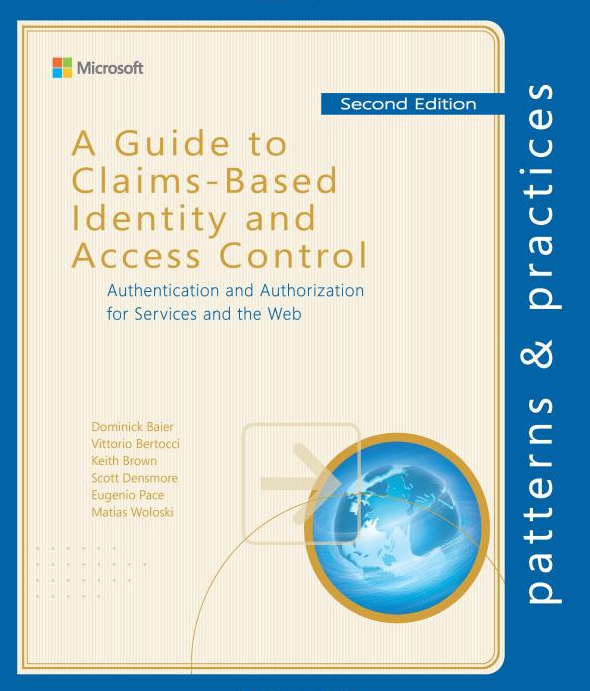 Microsoft
Second Edition
A Guide to
Claims-Based
Identity and
Access Control
Authentication and Authorization
for Services and the Web
Dominick Baier
Vittorio Bertocci
Keith Brown
Scott Densmore
Eugenio Pace
Matias Woloski
patterns & practices